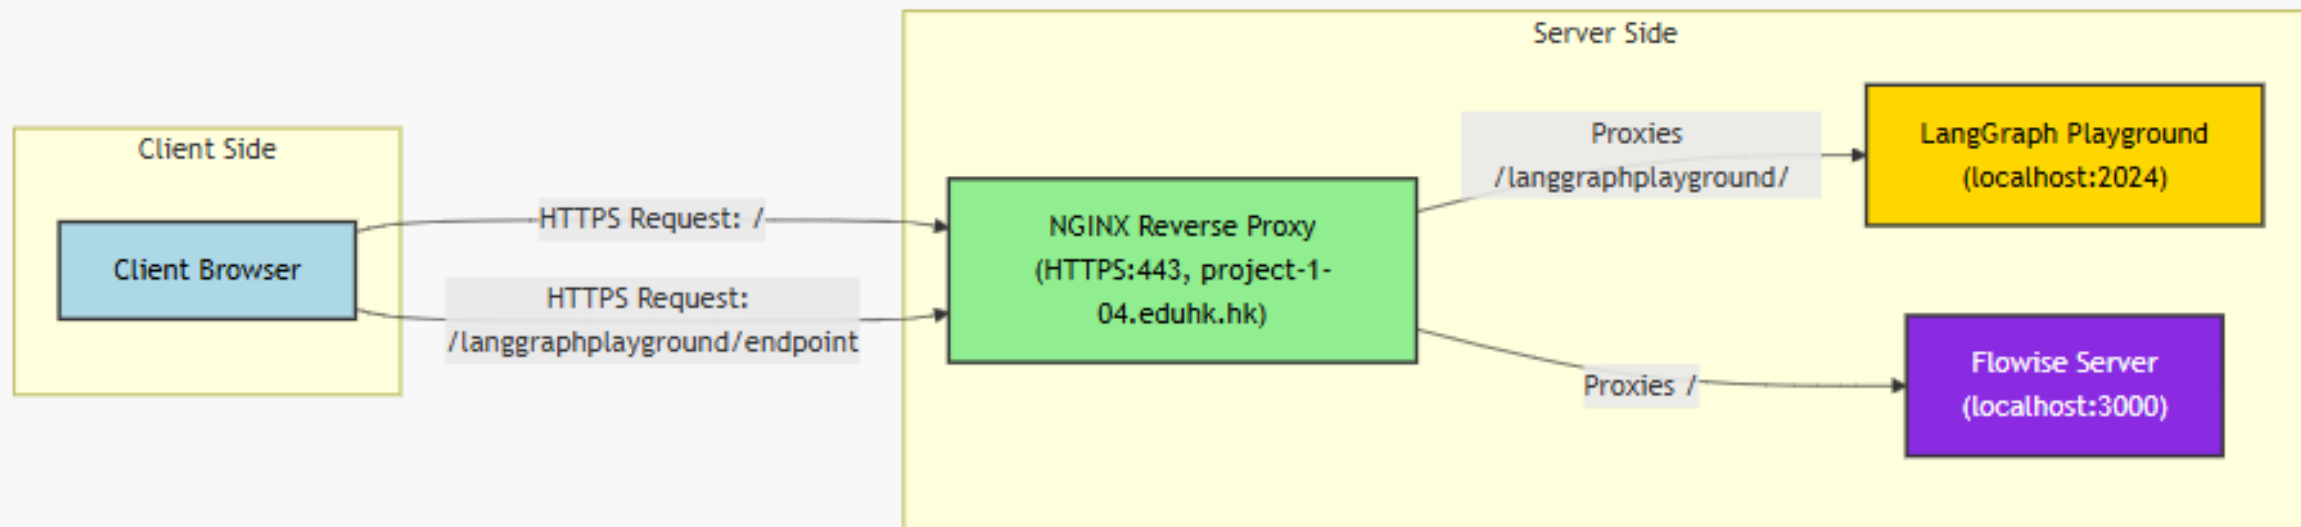 Server Side
Client Side
Client Browser
HTTPS Request: /
HTTPS Request:
/langgraphplayground/endpoint
NGINX Reverse Proxy
(HTTPS:443, project-1-
04.eduhk.hk)
Proxies
/langgraphplayground/
LangGraph Playground
(localhost:2024)
Proxies /
Flowise Server
(localhost:3000)